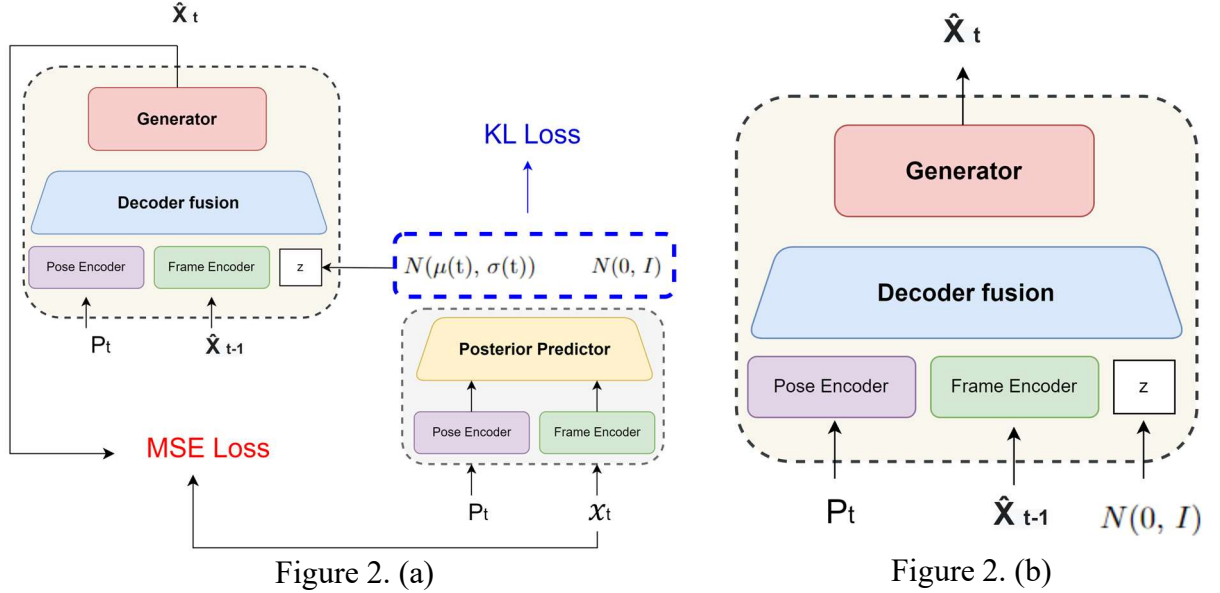 X̂ t
Generator
Decoder fusion
Pose Encoder
Frame Encoder
z
Pt
X̂ t-1
KL Loss
N(μ(t), σ(t))
N(0, I)
Posterior Predictor
Pose Encoder
Frame Encoder
Pt
xt
MSE Loss
Figure 2. (a)
X̂ t
Generator
Decoder fusion
Pose Encoder
Frame Encoder
z
Pt
X̂ t-1
N(0, I)
Figure 2. (b)